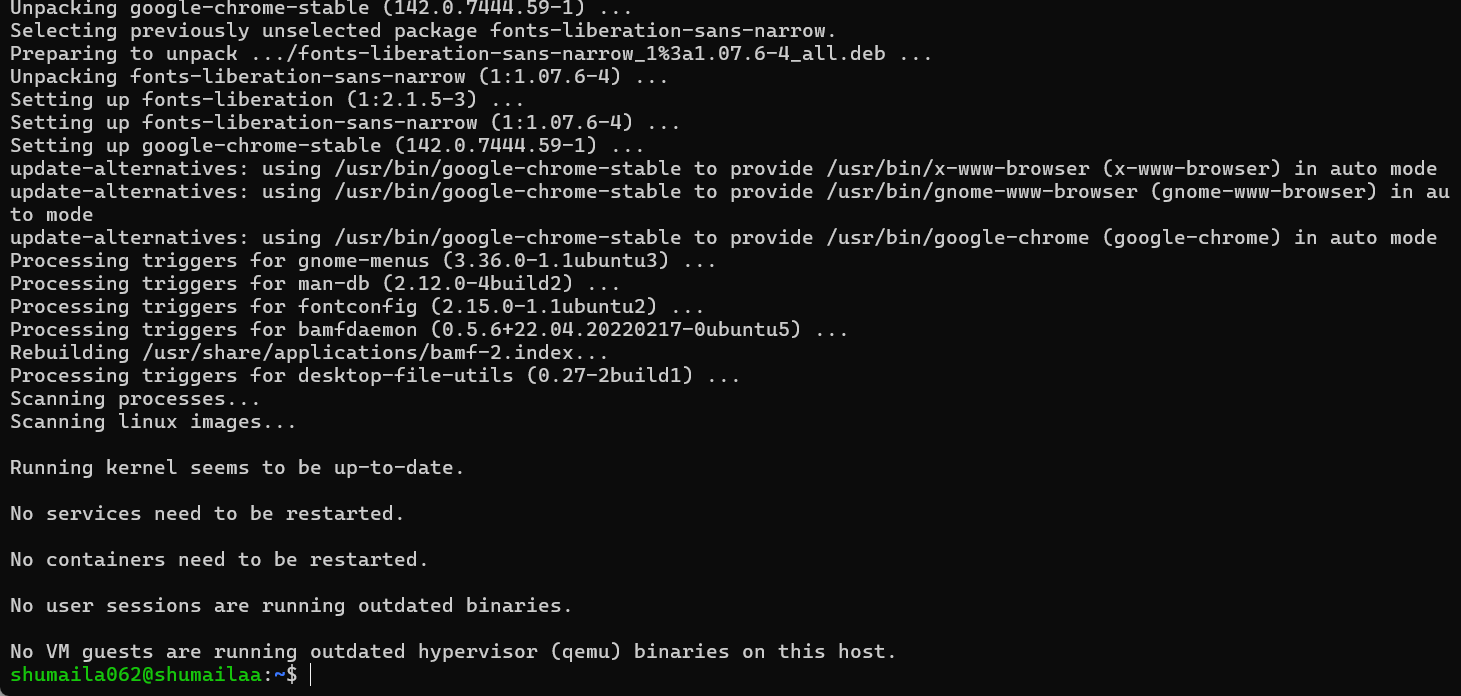 Unpacking google-chrome-stable (142.0.7444.59-1) ...
Selecting previously unselected package fonts-liberation-sans-narrow.
Preparing to unpack .../fonts-liberation-sans-narrow_1%3a1.07.6-4_all.deb ...
Unpacking fonts-liberation-sans-narrow (1:1.07.6-4) ...
Setting up fonts-liberation (1:2.1.5-3) ...
Setting up fonts-liberation-sans-narrow (1:1.07.6-4) ...
Setting up google-chrome-stable (142.0.7444.59-1) ...
update-alternatives: using /usr/bin/google-chrome-stable to provide /usr/bin/x-www-browser (x-www-browser) in auto mode
update-alternatives: using /usr/bin/google-chrome-stable to provide /usr/bin/gnome-www-browser (gnome-www-browser) in au
to mode
update-alternatives: using /usr/bin/google-chrome-stable to provide /usr/bin/google-chrome (google-chrome) in auto mode
Processing triggers for gnome-menus (3.36.0-1.1ubuntu3) ...
Processing triggers for man-db (2.12.0-4build2) ...
Processing triggers for fontconfig (2.15.0-1.1ubuntu2) ...
Processing triggers for bamfdaemon (0.5.6+22.04.20220217-0ubuntu5) ...
Rebuilding /usr/share/applications/bamf-2.index...
Processing triggers for desktop-file-utils (0.27-2build1) ...
Scanning processes...
Scanning linux images...
Running kernel seems to be up-to-date.
No services need to be restarted.
No containers need to be restarted.
No user sessions are running outdated binaries.
No VM guests are running outdated hypervisor (qemu) binaries on this host.
shumaila062@shumailaa:~$